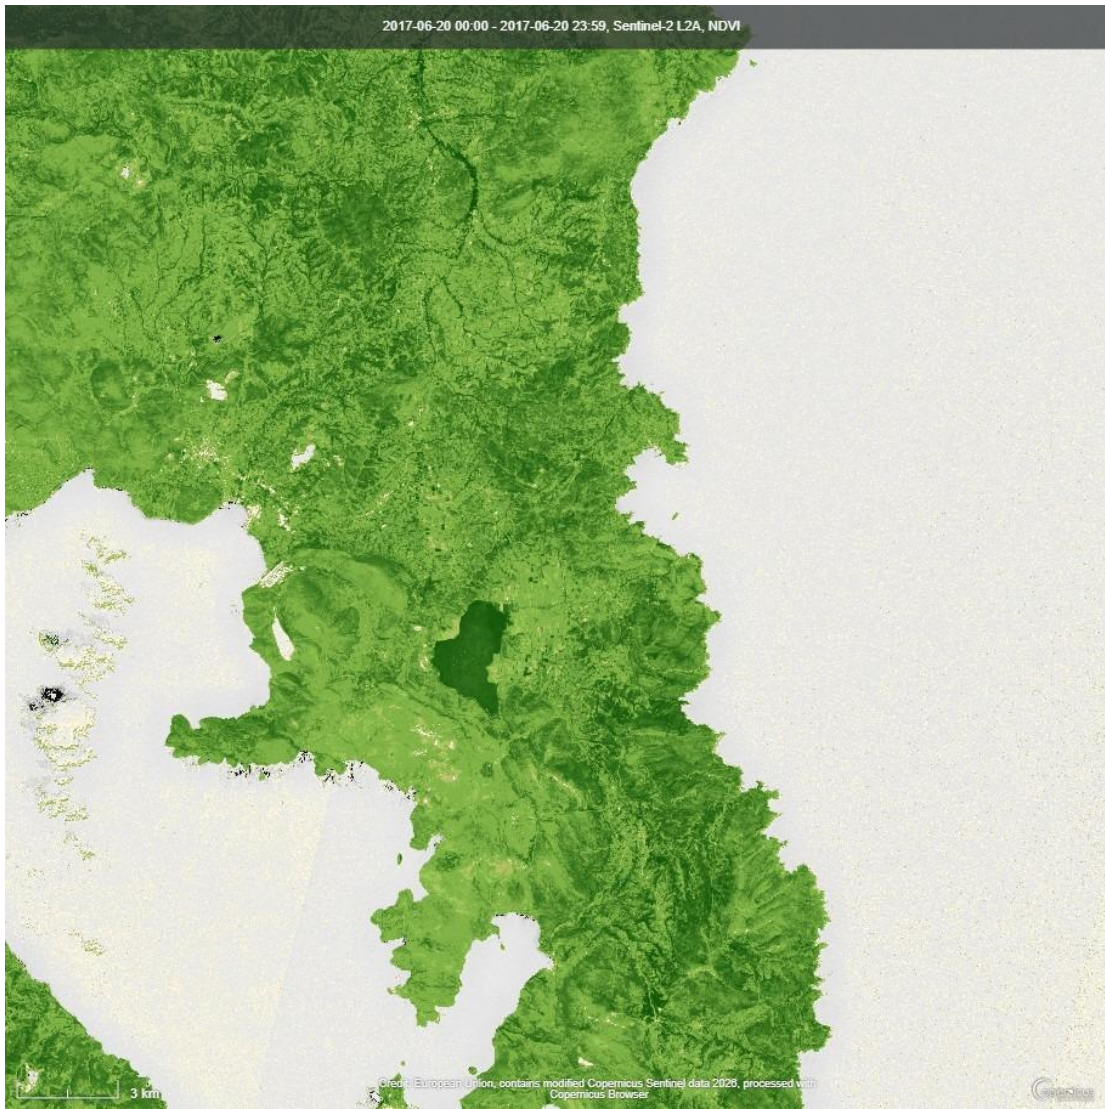 2017-06-20 00:00 - 2017-06-20 23:59, Sentinel-2 L2A, NDVI
3 km
Credit: European Union, contains modified Copernicus Sentinel data 2026, processed with
Copernicus Browser